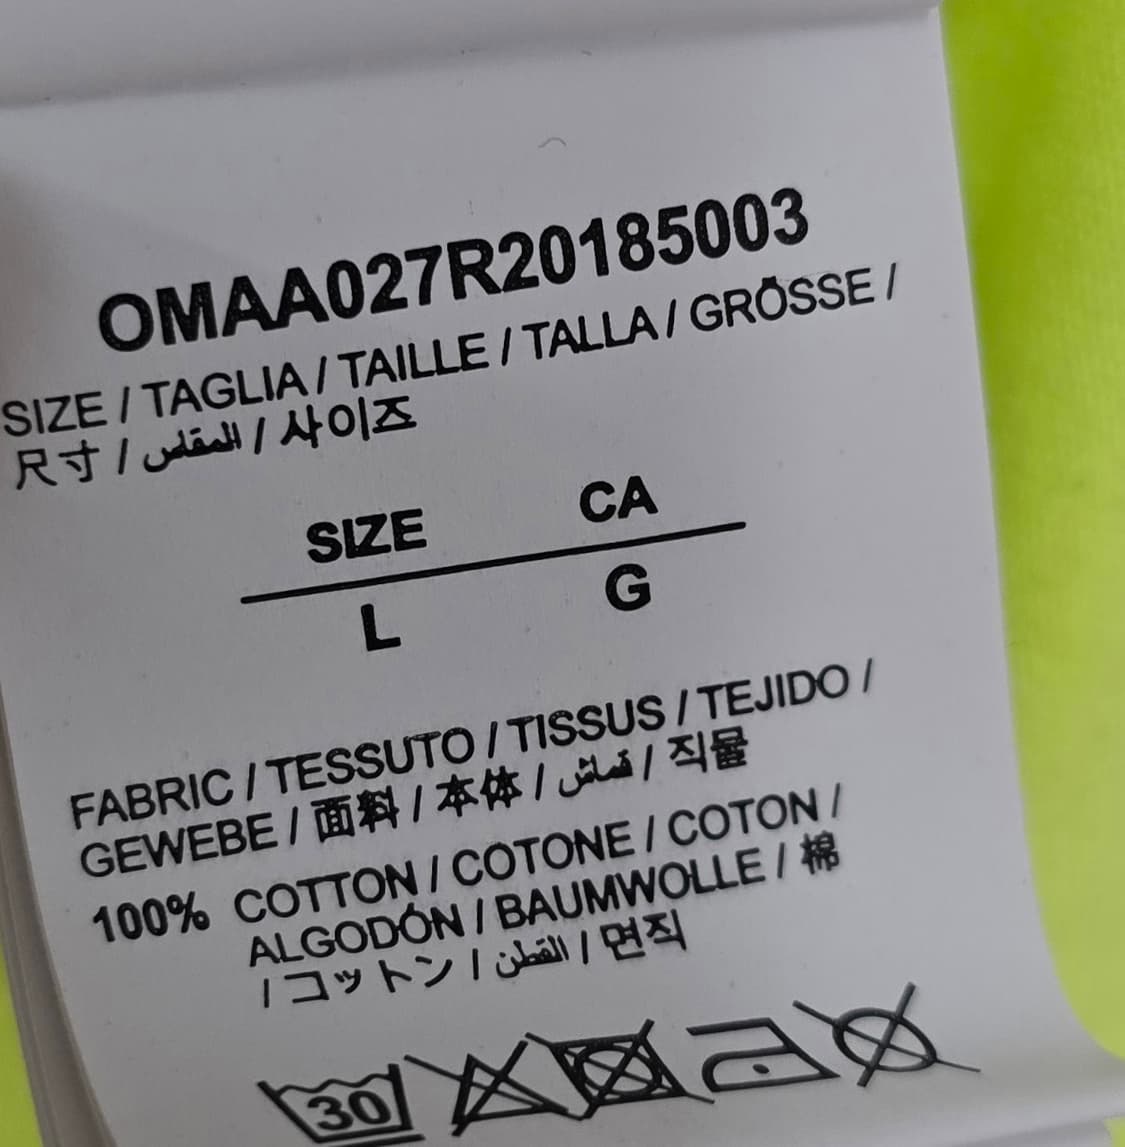 OMAA027R20185003
SIZE / TAGLIA / TAILLE / TALLA / GRÖSSE /
尺寸 / المقاس / 사이즈
SIZE CA
L G
FABRIC / TESSUTO / TISSUS / TEJIDO /
GEWEBE / 面料 / 本体 / قماش / 직물
100% COTTON / COTONE / COTON /
ALGODÓN / BAUMWOLLE / 棉
/ コットン / القطن / 면직
30